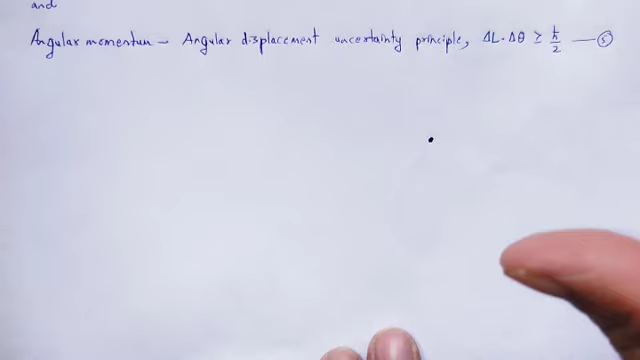 and
Angular momentum - Angular displacement uncertainty principle, ΔL·Δθ ≥ ħ/2 — ⑤